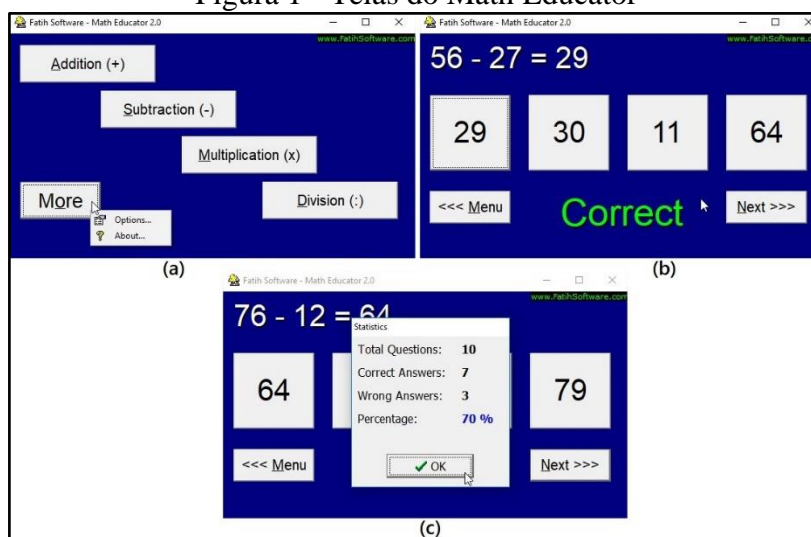 Figura 1 - Telas do Math Educator
Fatih Software - Math Educator 2.0
www.FatihSoftware.com
Addition (+)
Subtraction (-)
Multiplication (x)
More
Division (:)
Options...
About...
(a)
Fatih Software - Math Educator 2.0
www.FatihSoftware.com
56 - 27 = 29
29 30 11 64
<<< Menu Correct Next >>>
(b)
Fatih Software - Math Educator 2.0
www.FatihSoftware.com
76 - 12 = 64
Statistics
Total Questions: 10
Correct Answers: 7
Wrong Answers: 3
Percentage: 70 %
64 79
<<< Menu OK Next >>>
(c)